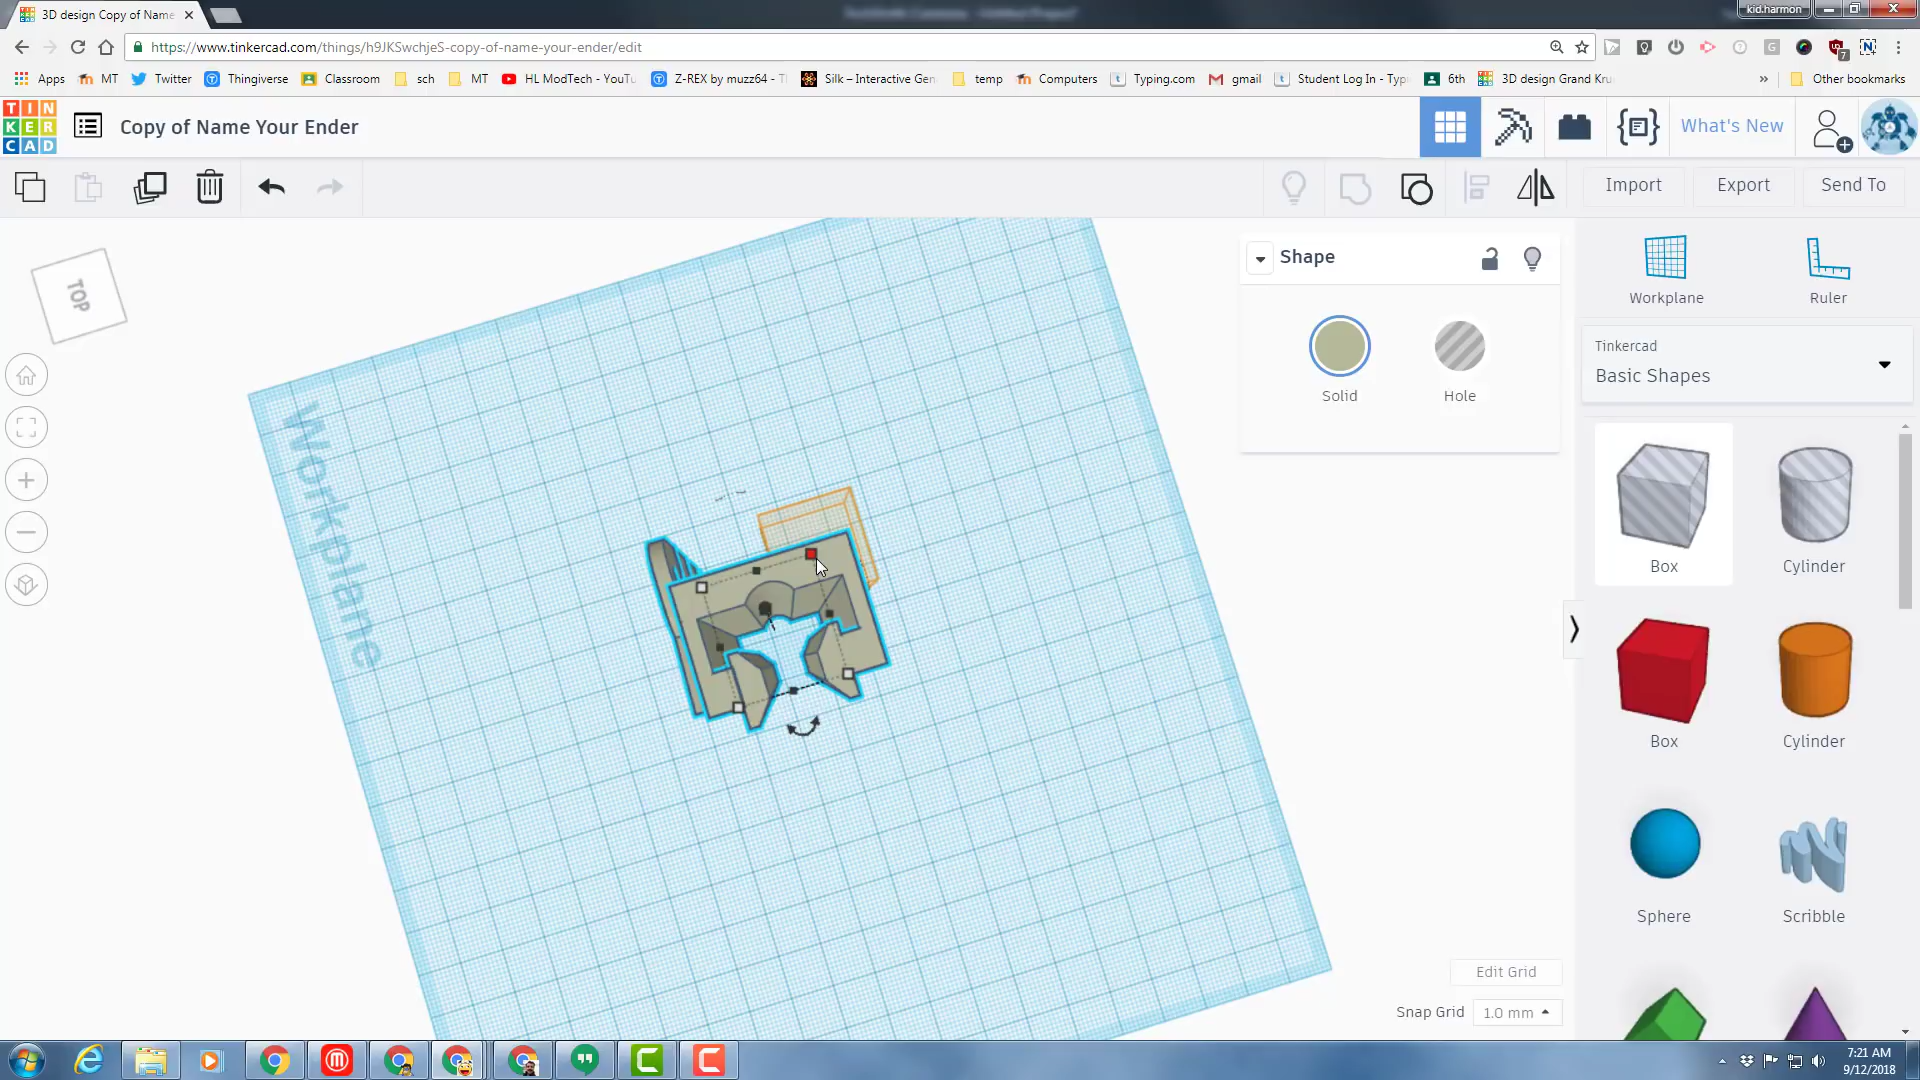 3D design Copy of Name
kid.harmon
https://www.tinkercad.com/things/h9JKSwchjeS-copy-of-name-your-ender/edit
Apps MT Twitter Thingiverse Classroom sch MT HL ModTech - YouTu Z-REX by muzz64 - T Silk – Interactive Gen temp Computers Typing.com gmail Student Log In - Typi 6th 3D design Grand Kru » Other bookmarks
TIN
KER
CAD
Copy of Name Your Ender
What's New
Import Export Send To
TOP
Workplane
Shape
Solid Hole
Workplane Ruler
Tinkercad
Basic Shapes
Box Cylinder
Box Cylinder
Sphere Scribble
Edit Grid
Snap Grid 1.0 mm
7:21 AM
9/12/2018